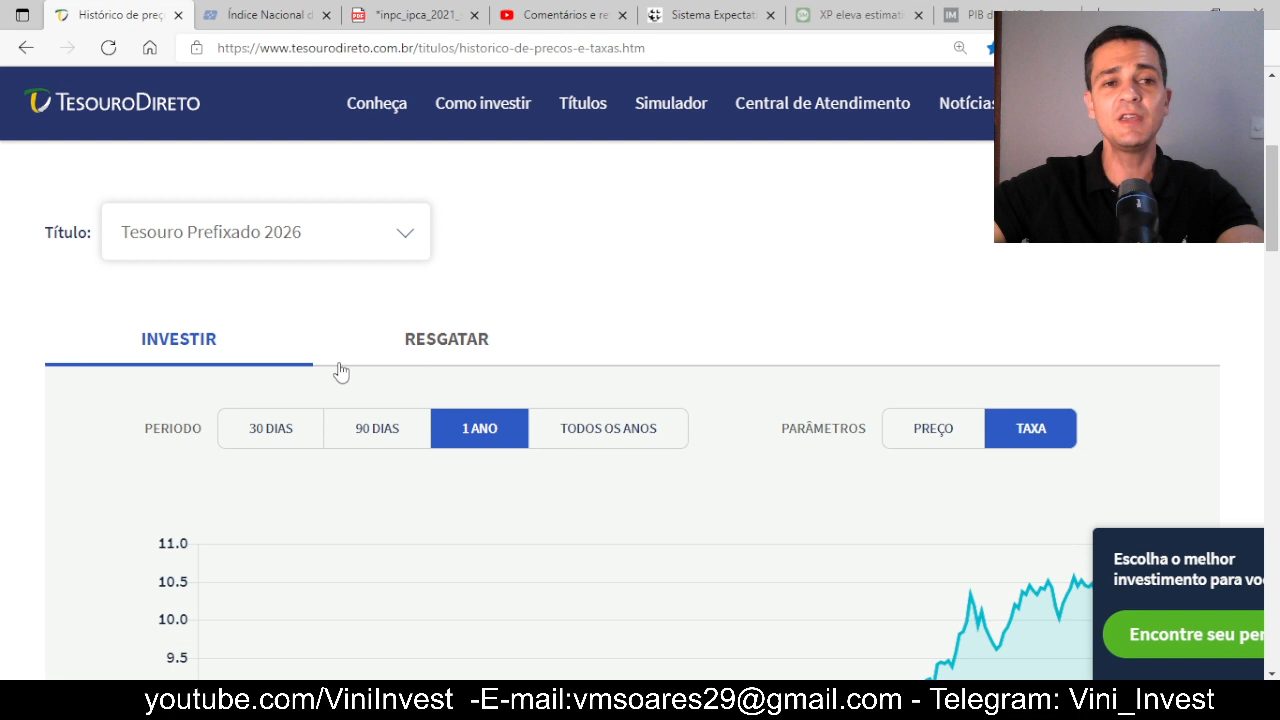 Histórico de preç
Índice Nacional d
*inpc_ipca_2021_
Comentários e re
Sistema Expectat
XP eleva estimati
PIB d
https://www.tesourodireto.com.br/titulos/historico-de-precos-e-taxas.htm
TESOURODIRETO
Conheça
Como investir
Títulos
Simulador
Central de Atendimento
Notícias
Título:
Tesouro Prefixado 2026
INVESTIR
RESGATAR
PERIODO
30 DIAS
90 DIAS
1 ANO
TODOS OS ANOS
PARÂMETROS
PREÇO
TAXA
11.0
10.5
10.0
9.5
Escolha o melhor
investimento para vo
Encontre seu per
youtube.com/ViniInvest -E-mail:vmsoares29@gmail.com - Telegram: Vini_Invest